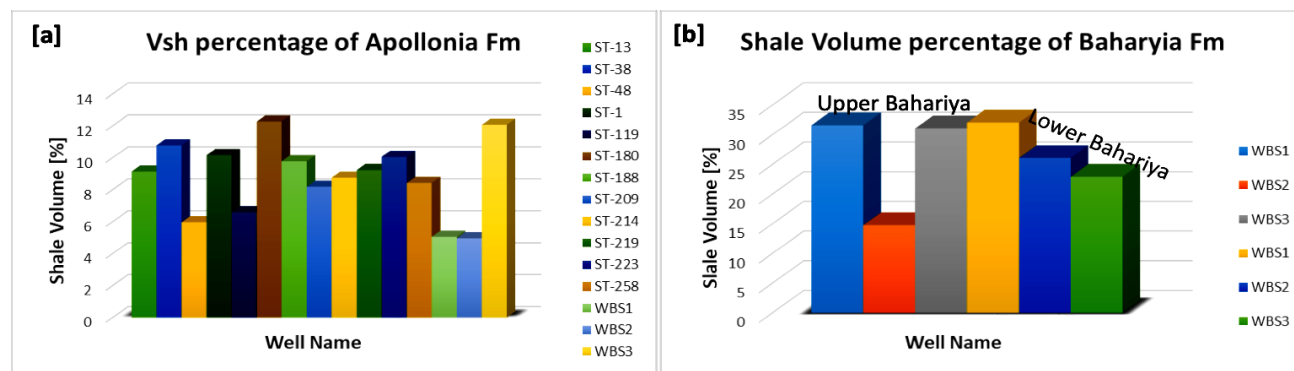 [a]
Vsh percentage of Apollonia Fm
Shale Volume [%]
14
12
10
8
6
4
2
0
Well Name
ST-13
ST-38
ST-48
ST-1
ST-119
ST-180
ST-188
ST-209
ST-214
ST-219
ST-223
ST-258
WBS1
WBS2
WBS3
[b]
Shale Volume percentage of Baharyia Fm
Upper Bahariya
Lower Bahariya
Slale Volume [%]
35
30
25
20
15
10
5
0
Well Name
WBS1
WBS2
WBS3
WBS1
WBS2
WBS3